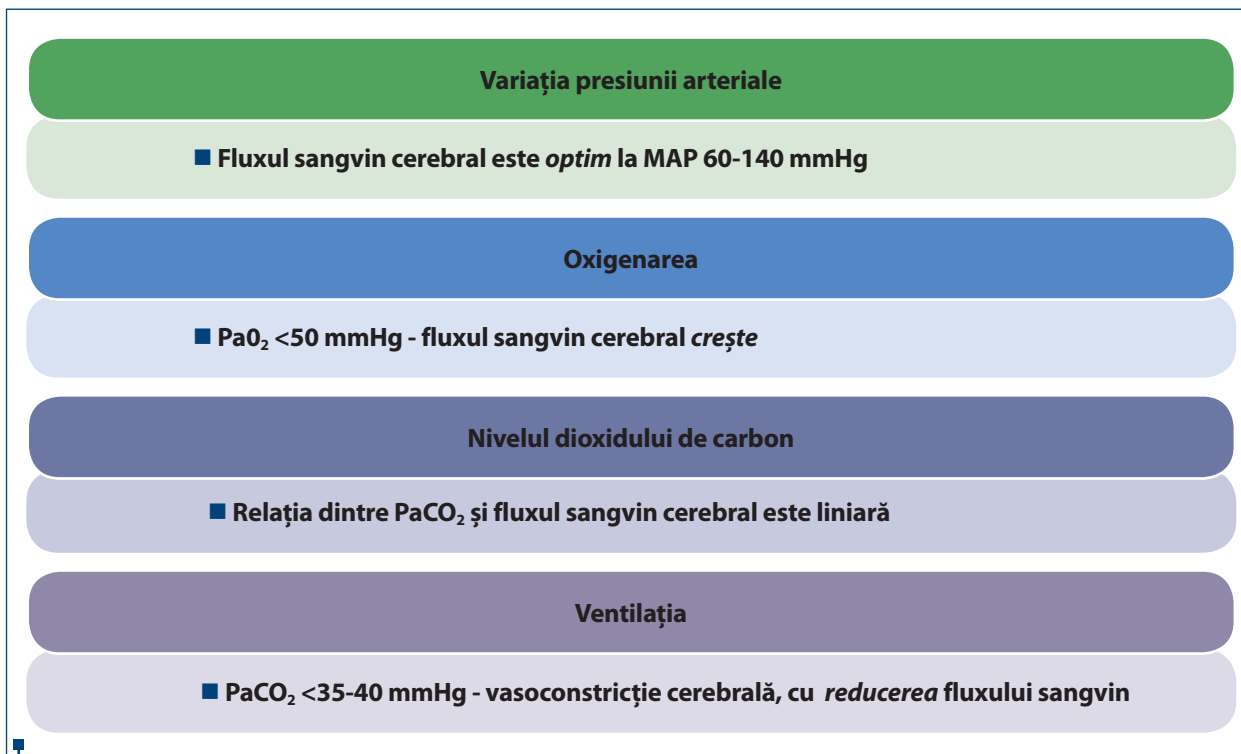 Variația presiunii arteriale
■ Fluxul sangvin cerebral este optim la MAP 60-140 mmHg
Oxigenarea
■ Pa0₂ <50 mmHg - fluxul sangvin cerebral crește
Nivelul dioxidului de carbon
■ Relația dintre PaCO₂ și fluxul sangvin cerebral este liniară
Ventilația
■ PaCO₂ <35-40 mmHg - vasoconstricție cerebrală, cu reducerea fluxului sangvin